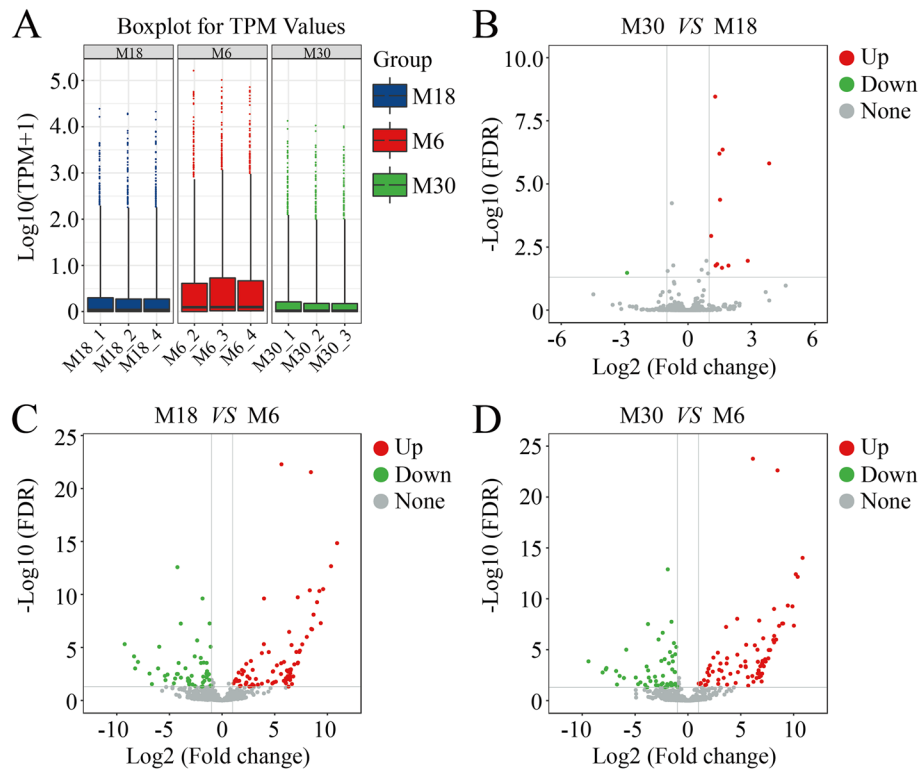 A
Boxplot for TPM Values
M18
M6
M30
Log10(TPM+1)
5.0
4.0
3.0
2.0
1.0
0
M18_1
M18_2
M18_4
M6_2
M6_3
M6_4
M30_1
M30_2
M30_3
Group
M18
M6
M30
B
M30 VS M18
-Log10 (FDR)
10.0
7.5
5.0
2.5
0.0
-6
-3
0
3
6
Log2 (Fold change)
Up
Down
None
C
M18 VS M6
-Log10 (FDR)
25
20
15
10
5
0
-10
-5
0
5
10
Log2 (Fold change)
Up
Down
None
D
M30 VS M6
-Log10 (FDR)
25
20
15
10
5
0
-10
-5
0
5
10
Log2 (Fold change)
Up
Down
None